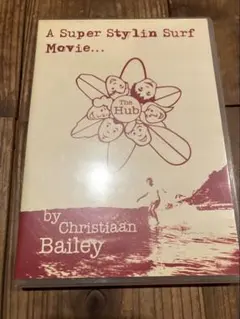 A Super Stylin Surf
Movie...
The
Hub
by
Christiaan
Bailey